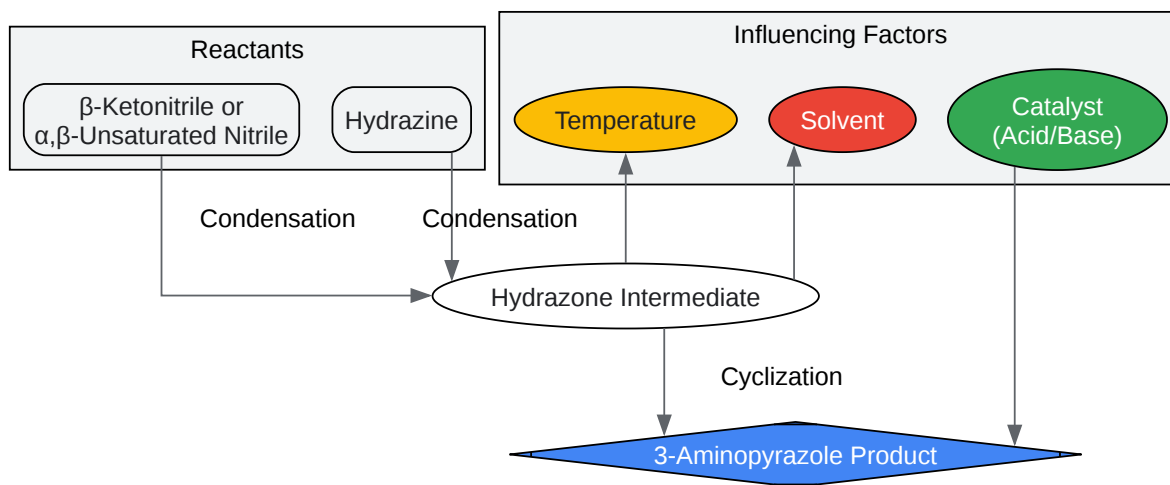 Reactants
Influencing Factors
β-Ketonitrile or
α,β-Unsaturated Nitrile
Hydrazine
Temperature
Solvent
Catalyst
(Acid/Base)
Condensation
Condensation
Hydrazone Intermediate
Cyclization
3-Aminopyrazole Product